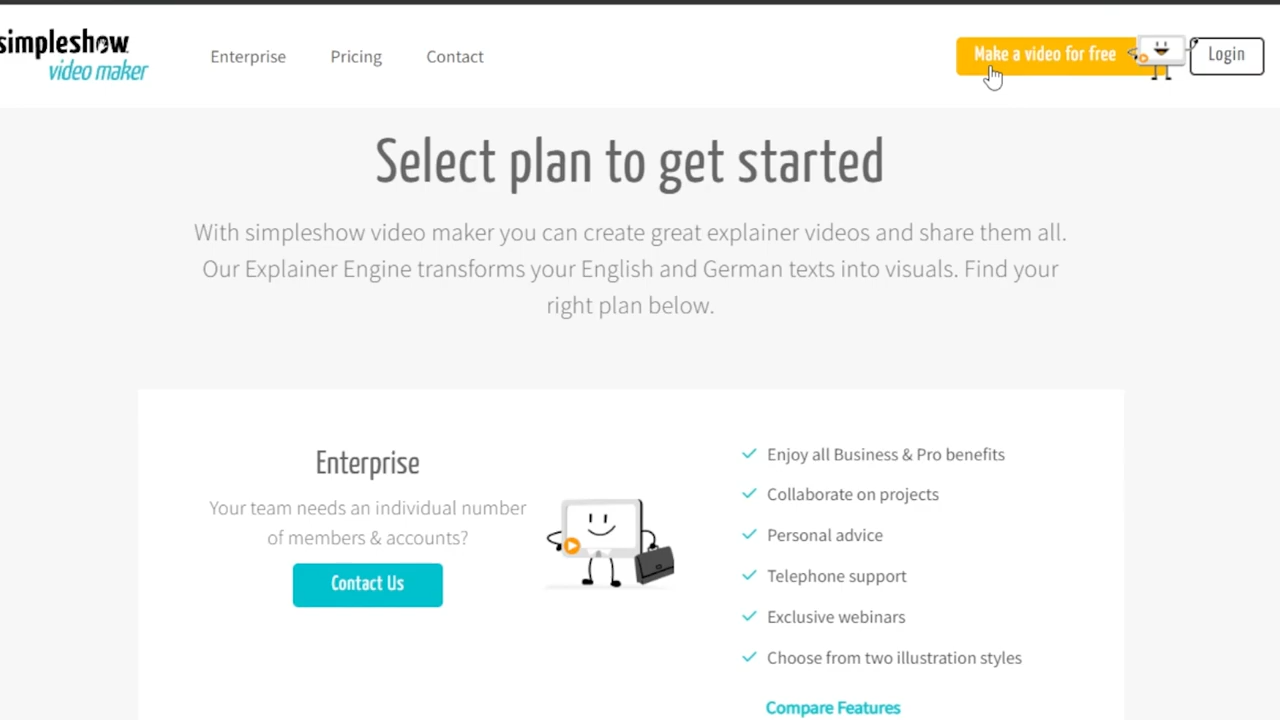 simpleshow
video maker
Enterprise
Pricing
Contact
Make a video for free
Login
Select plan to get started
With simpleshow video maker you can create great explainer videos and share them all.
Our Explainer Engine transforms your English and German texts into visuals. Find your
right plan below.
Enterprise
Your team needs an individual number
of members & accounts?
Contact Us
Enjoy all Business & Pro benefits
Collaborate on projects
Personal advice
Telephone support
Exclusive webinars
Choose from two illustration styles
Compare Features